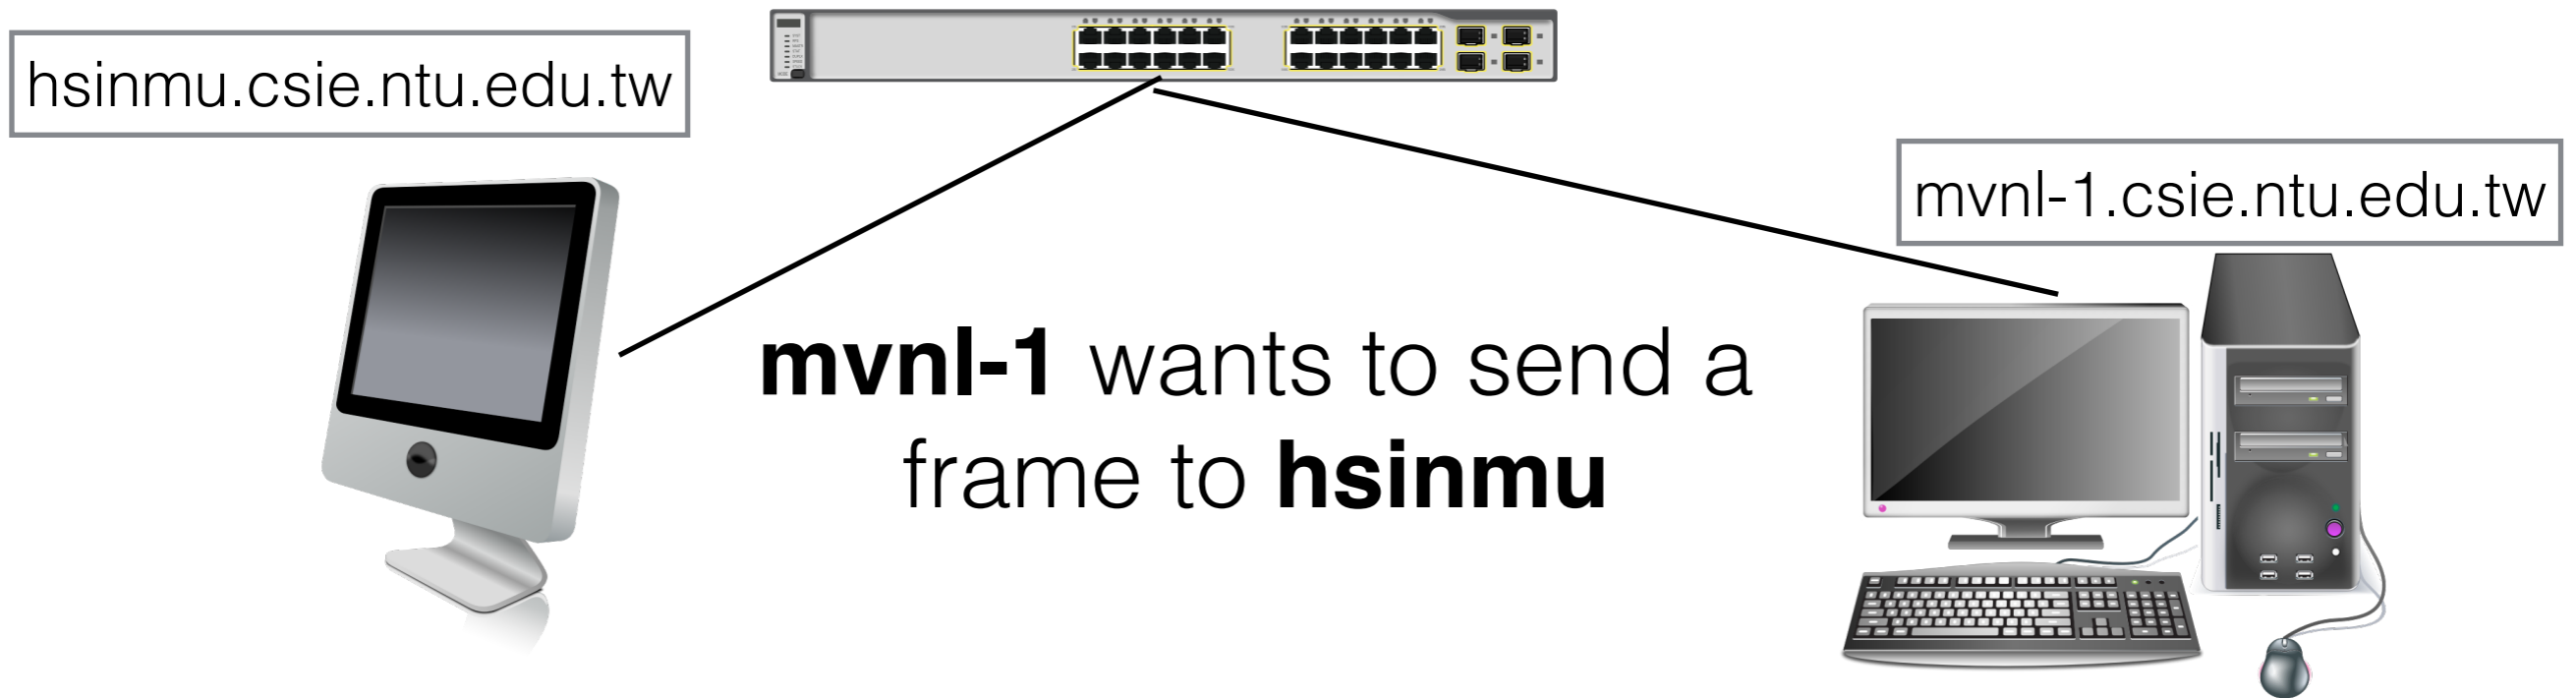 hsinmu.csie.ntu.edu.tw
mvnl-1.csie.ntu.edu.tw
mvnl-1 wants to send a
frame to hsinmu